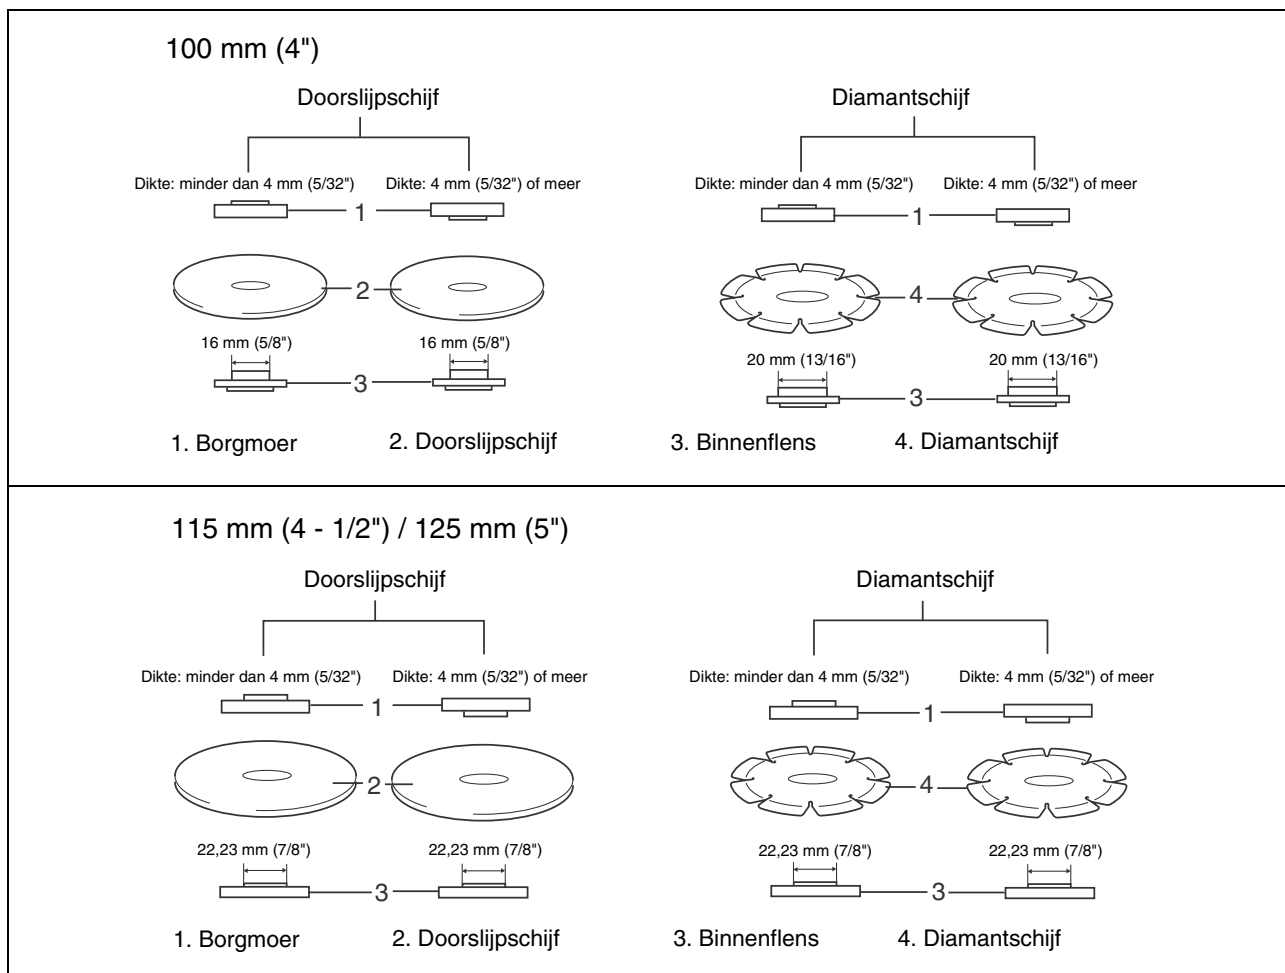 100 mm (4")
Doorslijpschijf
Diamantschijf
Dikte: minder dan 4 mm (5/32")
Dikte: 4 mm (5/32") of meer
Dikte: minder dan 4 mm (5/32")
Dikte: 4 mm (5/32") of meer
1
1
2
4
16 mm (5/8")
16 mm (5/8")
20 mm (13/16")
20 mm (13/16")
3
3
1. Borgmoer
2. Doorslijpschijf
3. Binnenflens
4. Diamantschijf
115 mm (4 - 1/2") / 125 mm (5")
Doorslijpschijf
Diamantschijf
Dikte: minder dan 4 mm (5/32")
Dikte: 4 mm (5/32") of meer
Dikte: minder dan 4 mm (5/32")
Dikte: 4 mm (5/32") of meer
1
1
2
4
22,23 mm (7/8")
22,23 mm (7/8")
22,23 mm (7/8")
22,23 mm (7/8")
3
3
1. Borgmoer
2. Doorslijpschijf
3. Binnenflens
4. Diamantschijf